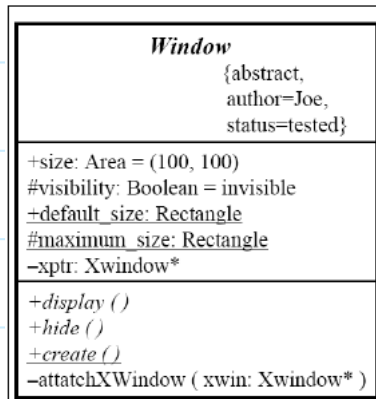 Window
{abstract,
author=Joe,
status=tested}
+size: Area = (100, 100)
#visibility: Boolean = invisible
+default_size: Rectangle
#maximum_size: Rectangle
–xptr: Xwindow*
+display ()
+hide ()
+create ()
–attatchXWindow ( xwin: Xwindow* )